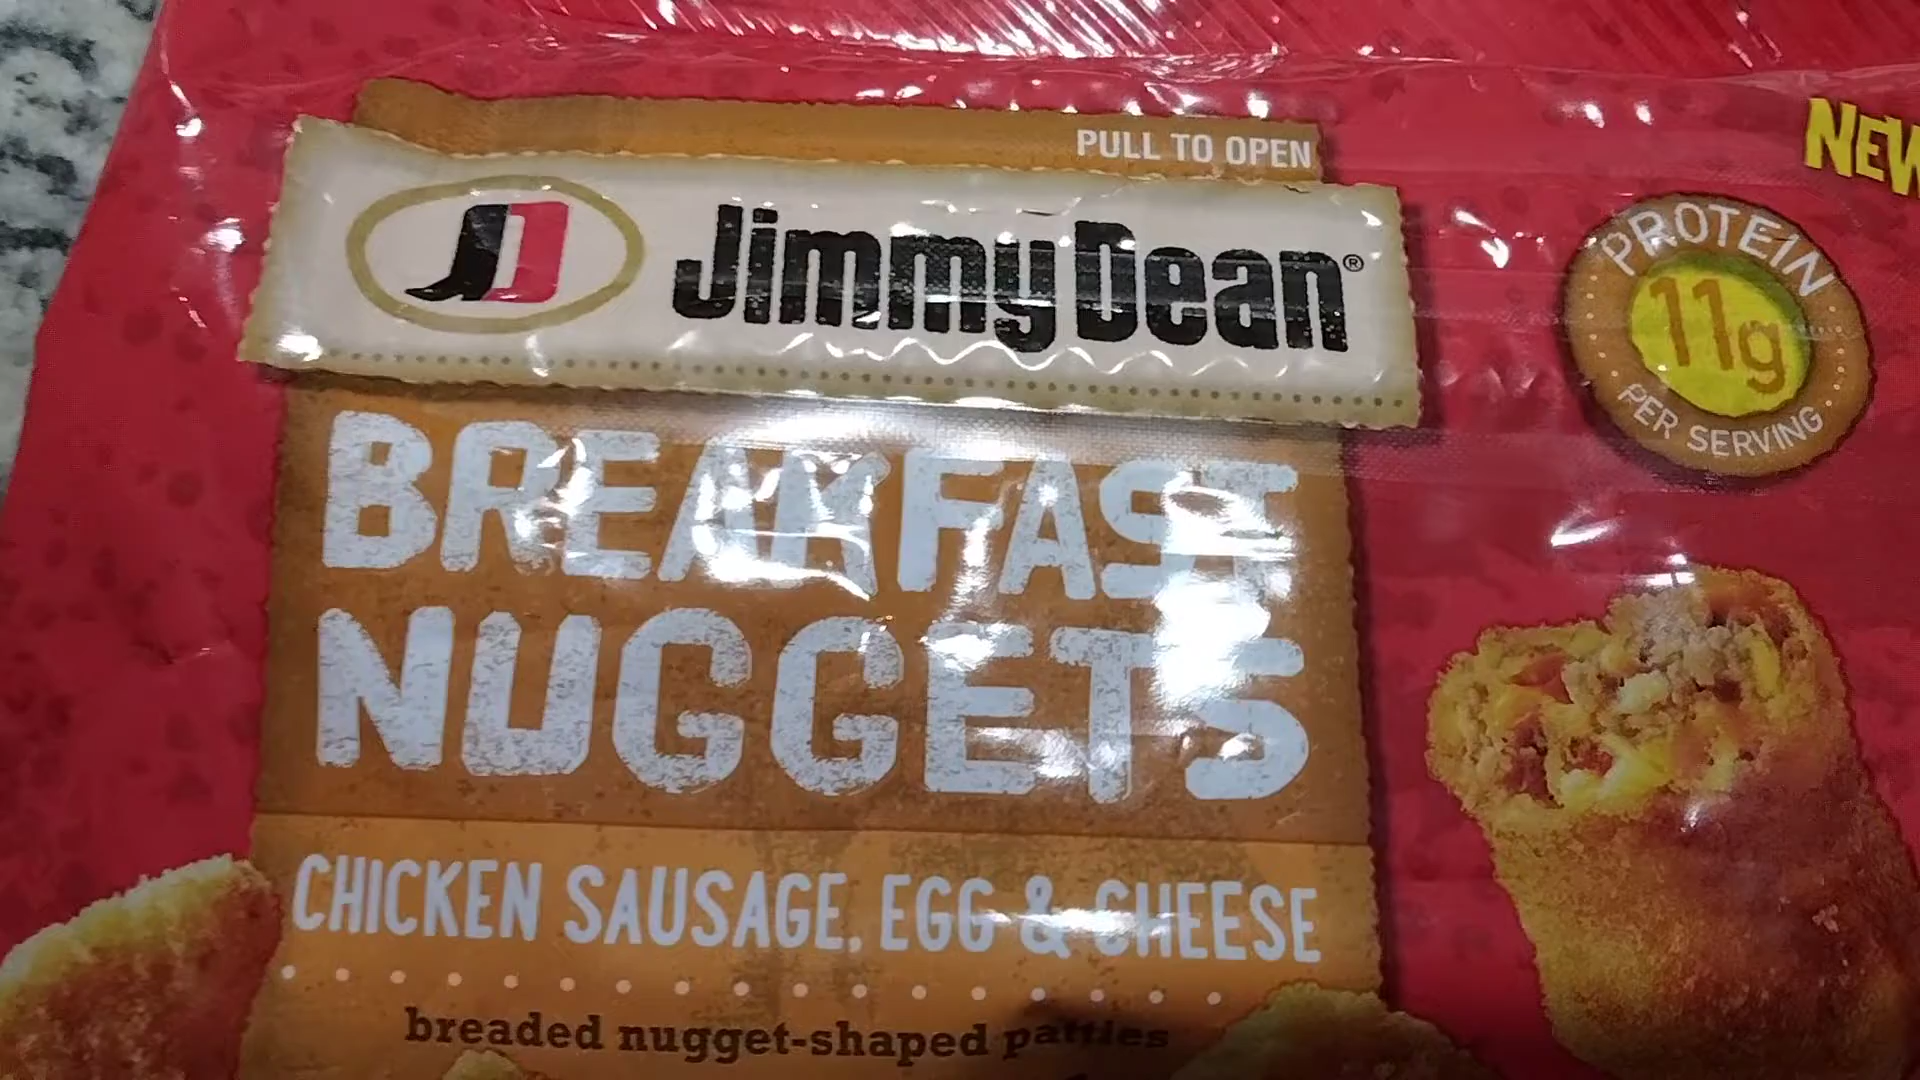 PULL TO OPEN
NEW
JD
JimmyDean®
PROTEIN
11g
PER SERVING
BREAKFAST
NUGGETS
CHICKEN SAUSAGE, EGG & CHEESE
breaded nugget-shaped patties